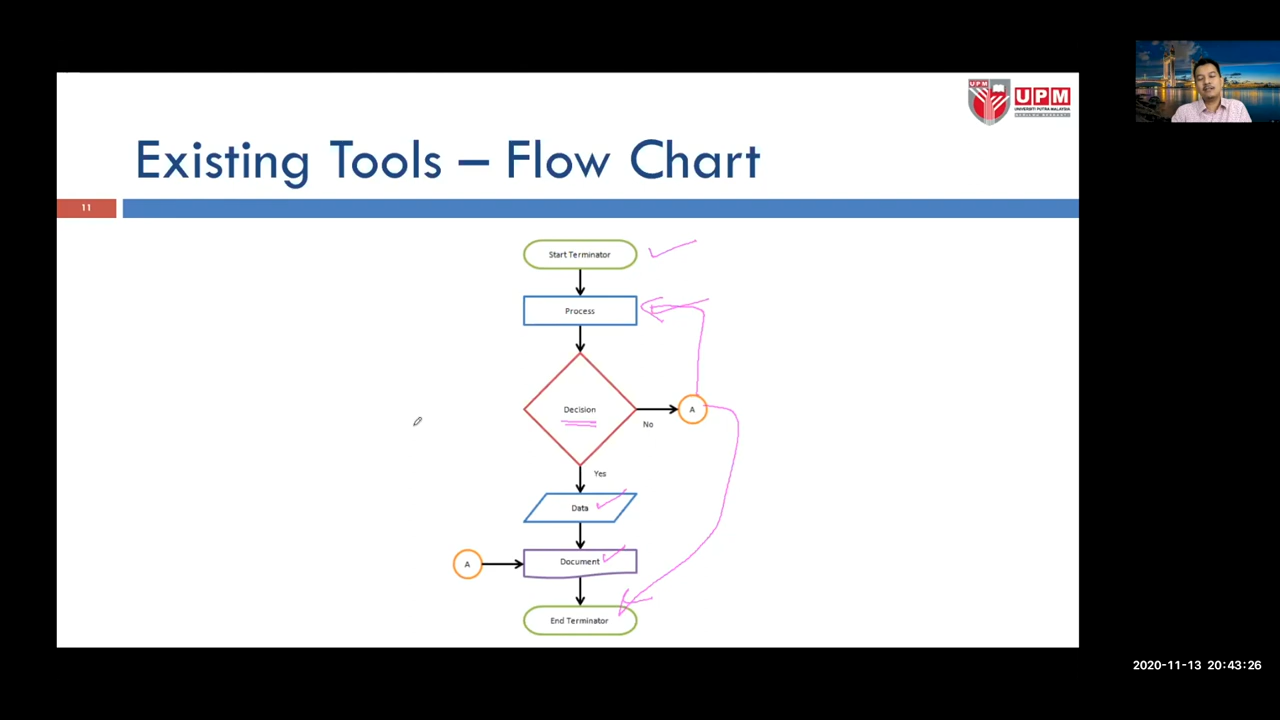 UPM
UPM
UNIVERSITI PUTRA MALAYSIA
Existing Tools – Flow Chart
11
Start Terminator
Process
Decision
A
No
Yes
Data
A
Document
End Terminator
2020-11-13 20:43:26